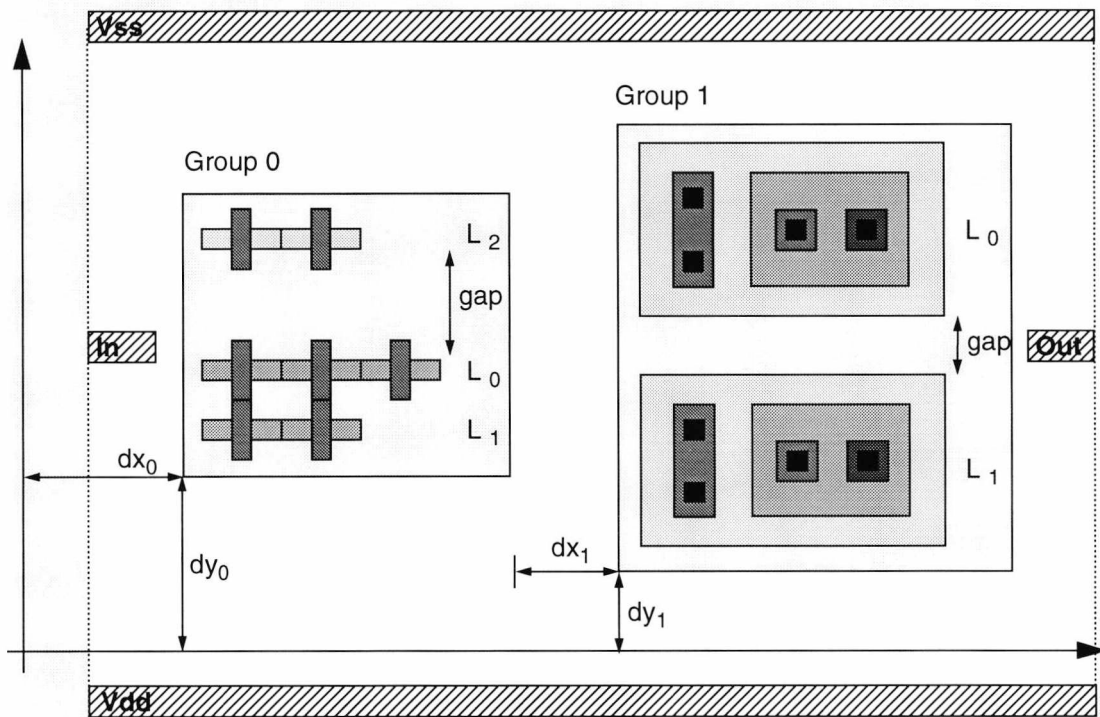 Vss
Group 1
Group 0
L 2
L 0
gap
In
gap
Out
L 0
L 1
L 1
dx0
dx1
dy0
dy1
Vdd